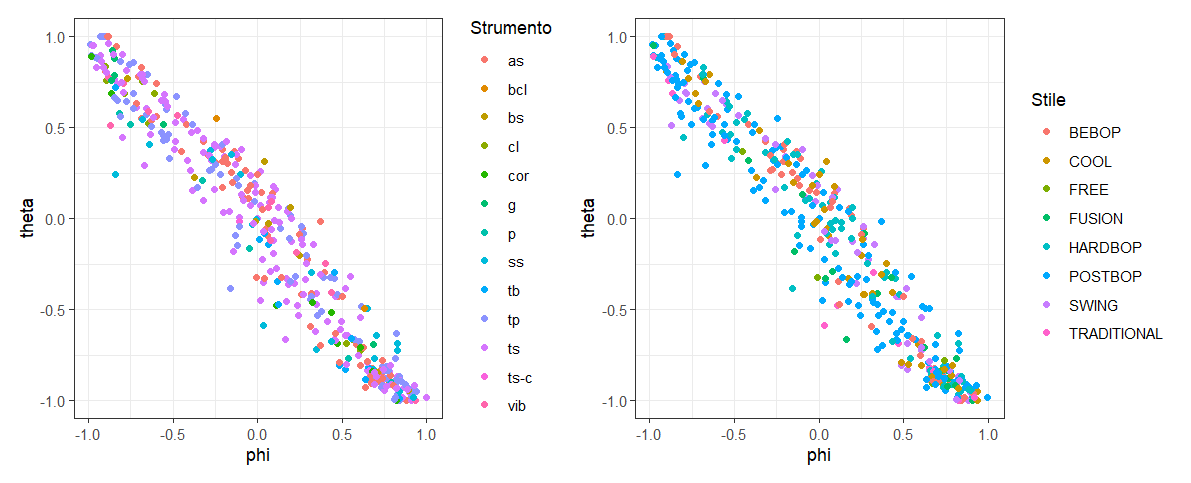 1.0
0.5
0.0
-0.5
-1.0
theta
-1.0 -0.5 0.0 0.5 1.0
phi
Strumento
as
bcl
bs
cl
cor
g
p
ss
tb
tp
ts
ts-c
vib
1.0
0.5
0.0
-0.5
-1.0
theta
-1.0 -0.5 0.0 0.5 1.0
phi
Stile
BEBOP
COOL
FREE
FUSION
HARDBOP
POSTBOP
SWING
TRADITIONAL